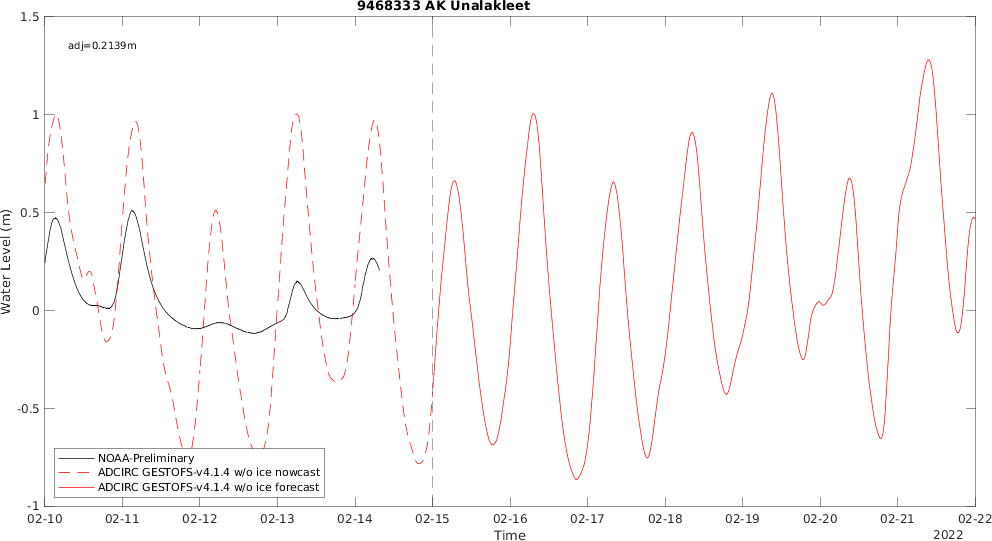 9468333 AK Unalakleet
adj=0.2139m
Water Level (m)
1.5
1
0.5
0
-0.5
-1
NOAA-Preliminary
ADCIRC GESTOFS-v4.1.4 w/o ice nowcast
ADCIRC GESTOFS-v4.1.4 w/o ice forecast
02-10 02-11 02-12 02-13 02-14 02-15 02-16 02-17 02-18 02-19 02-20 02-21 02-22
Time
2022